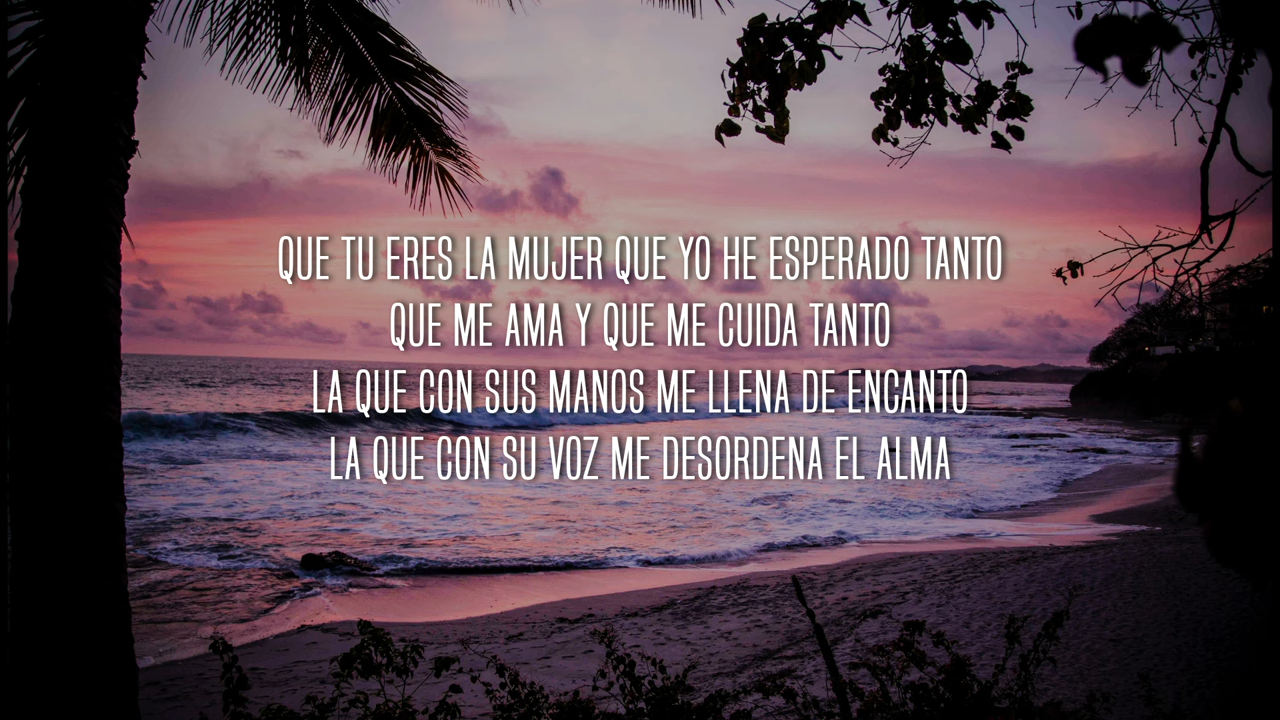 QUE TU ERES LA MUJER QUE YO HE ESPERADO TANTO
QUE ME AMA Y QUE ME CUIDA TANTO
LA QUE CON SUS MANOS ME LLENA DE ENCANTO
LA QUE CON SU VOZ ME DESORDENA EL ALMA